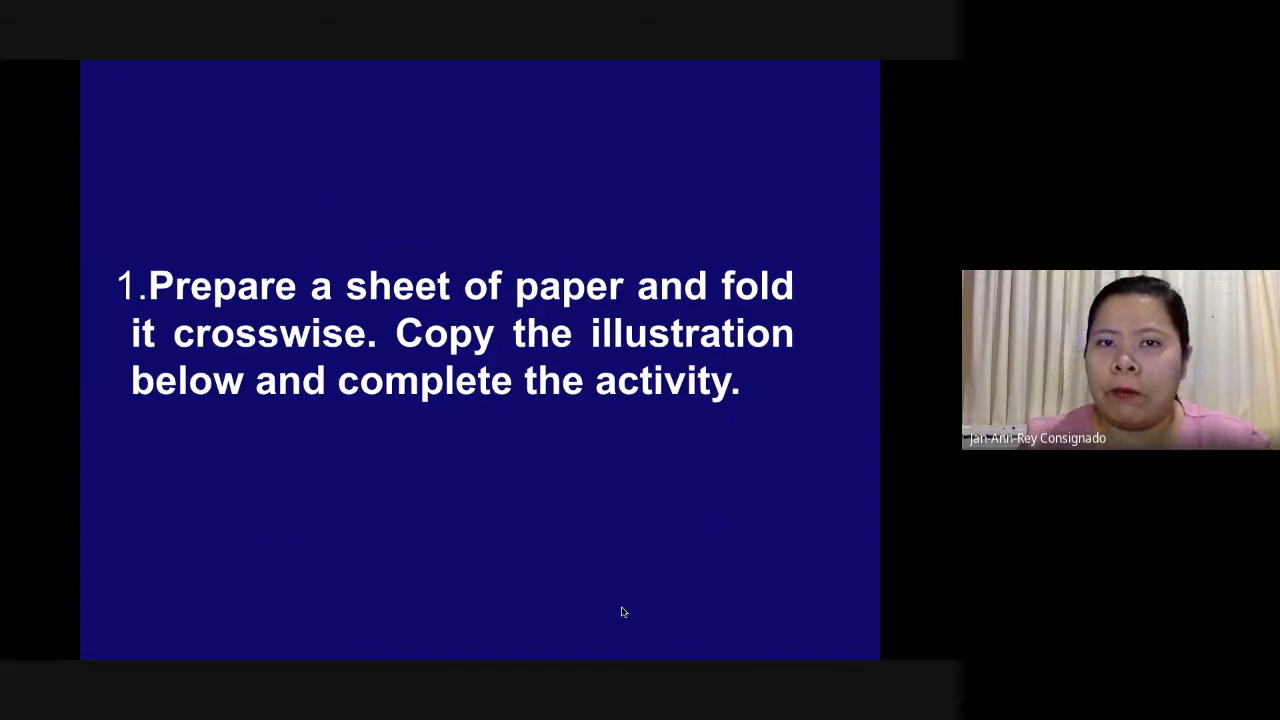 1.Prepare a sheet of paper and fold
it crosswise. Copy the illustration
below and complete the activity.
Jan-Ann-Rey Consignado